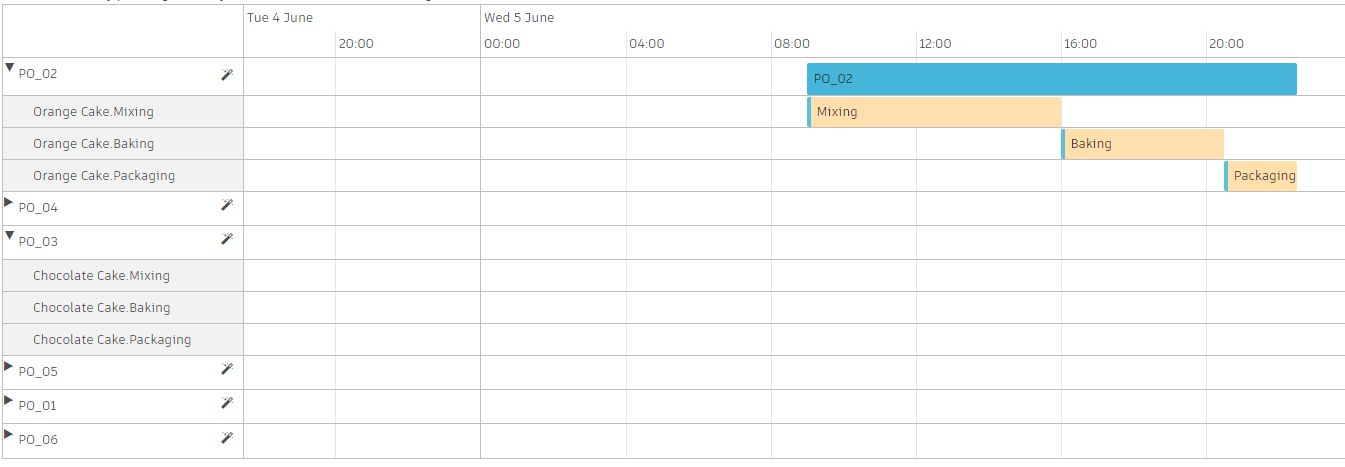 Tue 4 June Wed 5 June
20:00 00:00 04:00 08:00 12:00 16:00 20:00
PO_02 PO_02
Orange Cake.Mixing Mixing
Orange Cake.Baking Baking
Orange Cake.Packaging Packaging
PO_04
PO_03
Chocolate Cake.Mixing
Chocolate Cake.Baking
Chocolate Cake.Packaging
PO_05
PO_01
PO_06